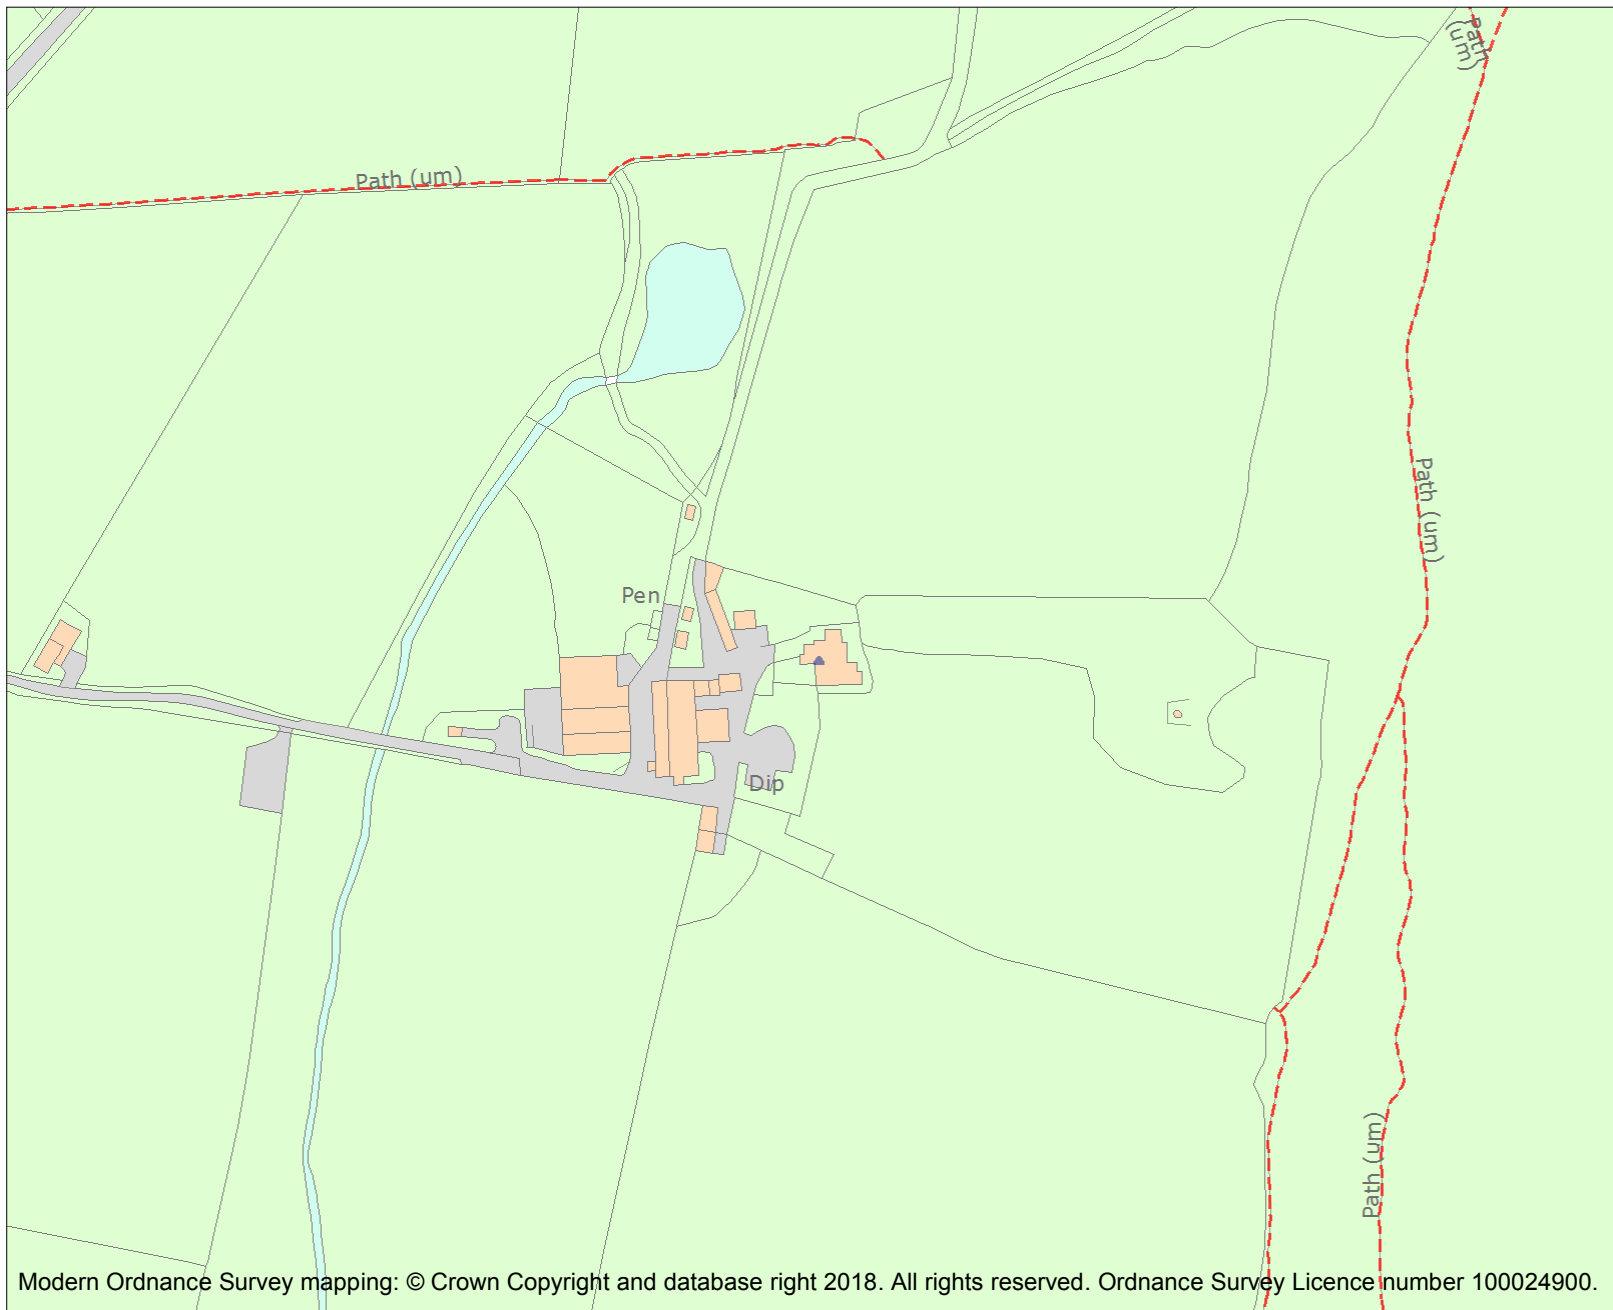 Path
(um)
Path (um)
Path (um)
Pen
Dip
Path (um)
Modern Ordnance Survey mapping: © Crown Copyright and database right 2018. All rights reserved. Ordnance Survey Licence number 100024900.